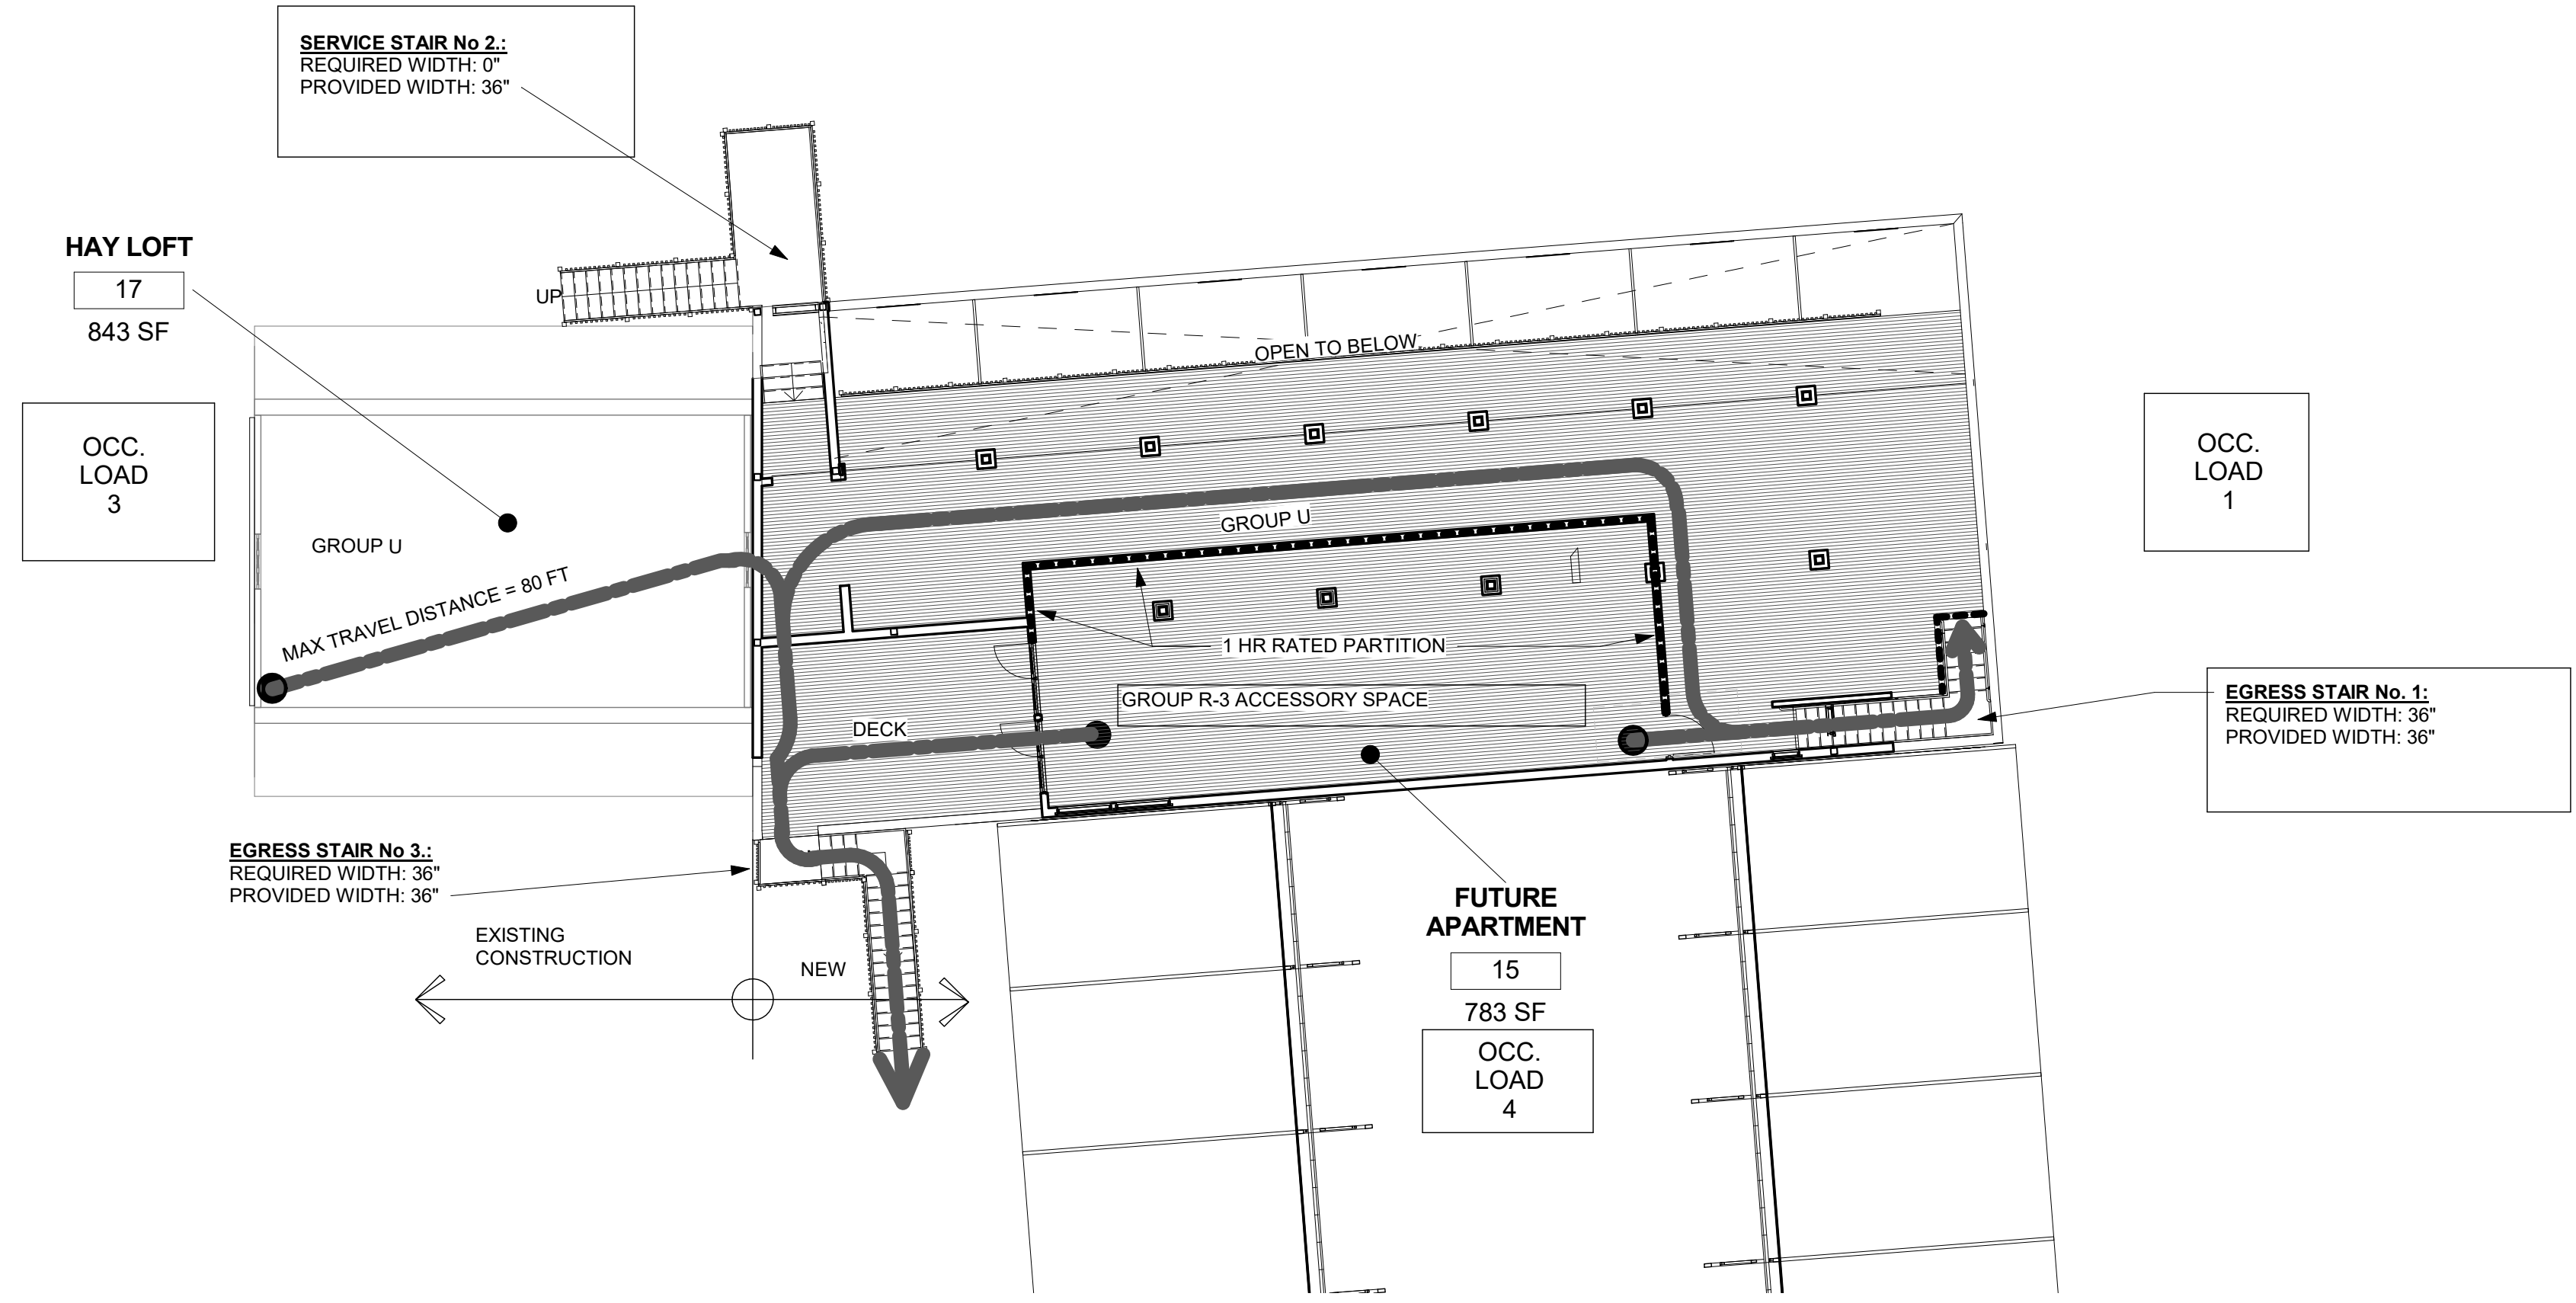 SERVICE STAIR No 2.:
REQUIRED WIDTH: 0"
PROVIDED WIDTH: 36"
HAY LOFT
17
843 SF
UP
OPEN TO BELOW
OCC.
LOAD
3
OCC.
LOAD
1
GROUP U
GROUP U
MAX TRAVEL DISTANCE = 80 FT
1 HR RATED PARTITION
GROUP R-3 ACCESSORY SPACE
DECK
EGRESS STAIR No. 1:
REQUIRED WIDTH: 36"
PROVIDED WIDTH: 36"
EGRESS STAIR No 3.:
REQUIRED WIDTH: 36"
PROVIDED WIDTH: 36"
EXISTING
CONSTRUCTION
NEW
FUTURE
APARTMENT
15
783 SF
OCC.
LOAD
4